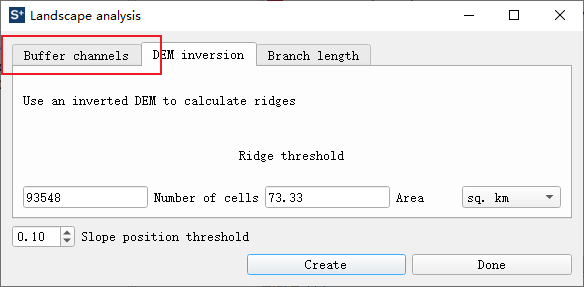 S+ Landscape analysis
Buffer channels DEM inversion Branch length
Use an inverted DEM to calculate ridges
Ridge threshold
93548 Number of cells 73.33 Area sq. km
0.10 Slope position threshold
Create Done